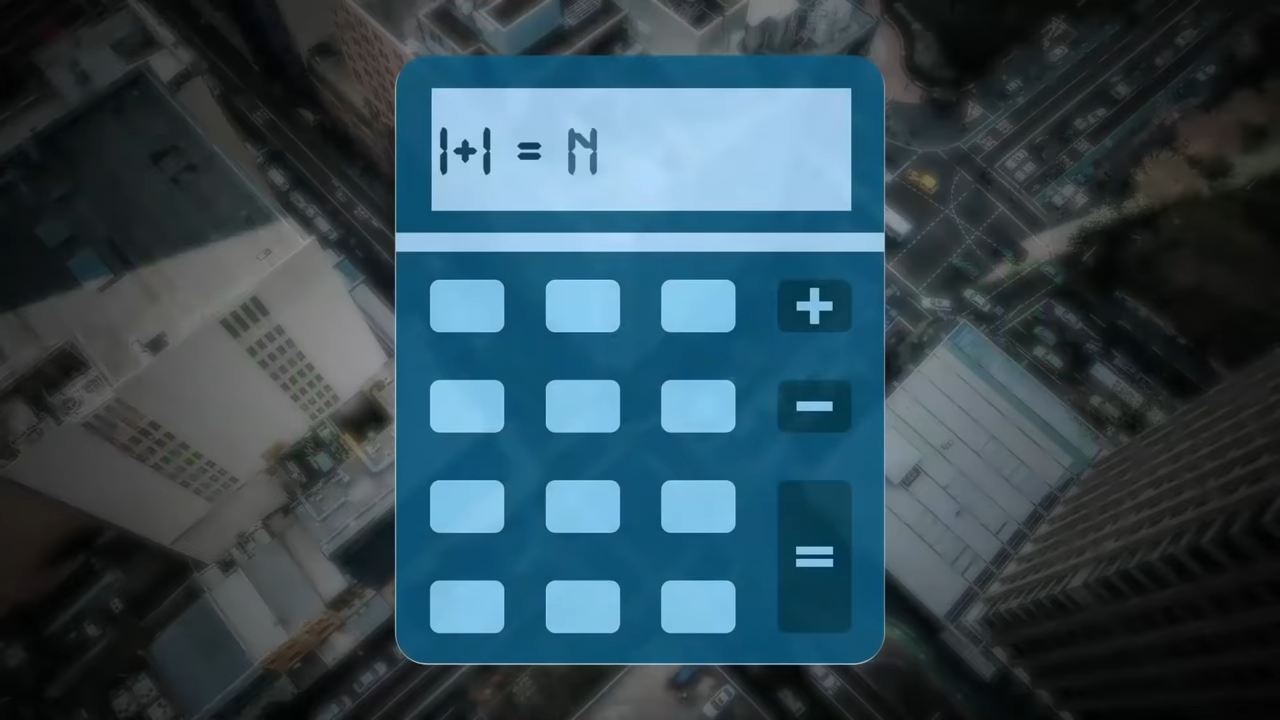 1+1 = N
+
-
=